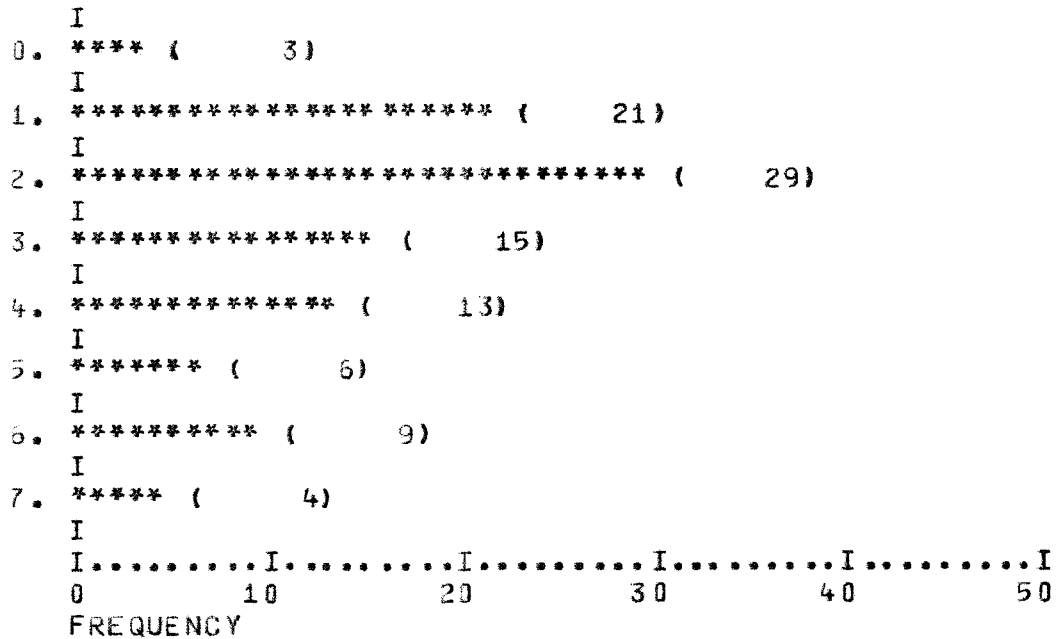 I
0. **** ( 3)
I
1. ********************** ( 21)
I
2. ****************************** ( 29)
I
3. **************** ( 15)
I
4. ************** ( 13)
I
5. ******* ( 6)
I
6. ********** ( 9)
I
7. ***** ( 4)
I
I.........I.........I.........I.........I.........I
0 10 20 30 40 50
FREQUENCY